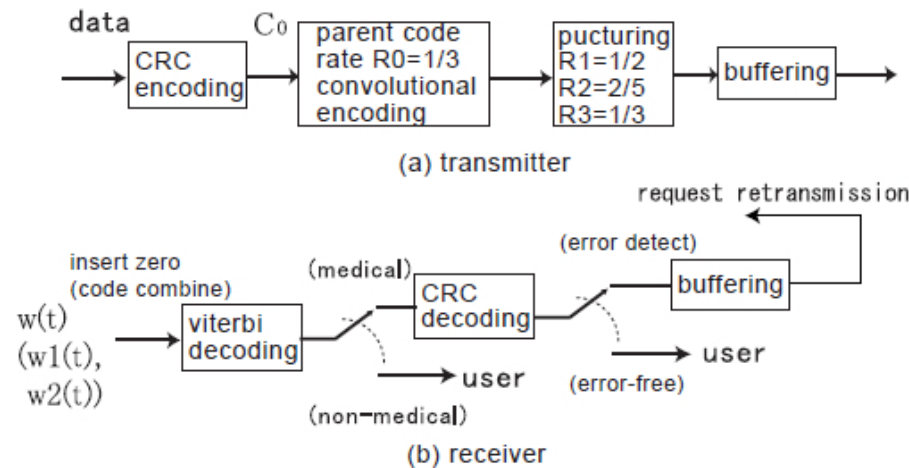 data
C₀
CRC
encoding
parent code
rate R0=1/3
convolutional
encoding
pucturing
R1=1/2
R2=2/5
R3=1/3
buffering
(a) transmitter
request retransmission
insert zero
(code combine)
w(t)
(w1(t),
w2(t))
viterbi
decoding
(medical)
(non-medical)
user
CRC
decoding
(error detect)
(error-free)
user
buffering
(b) receiver